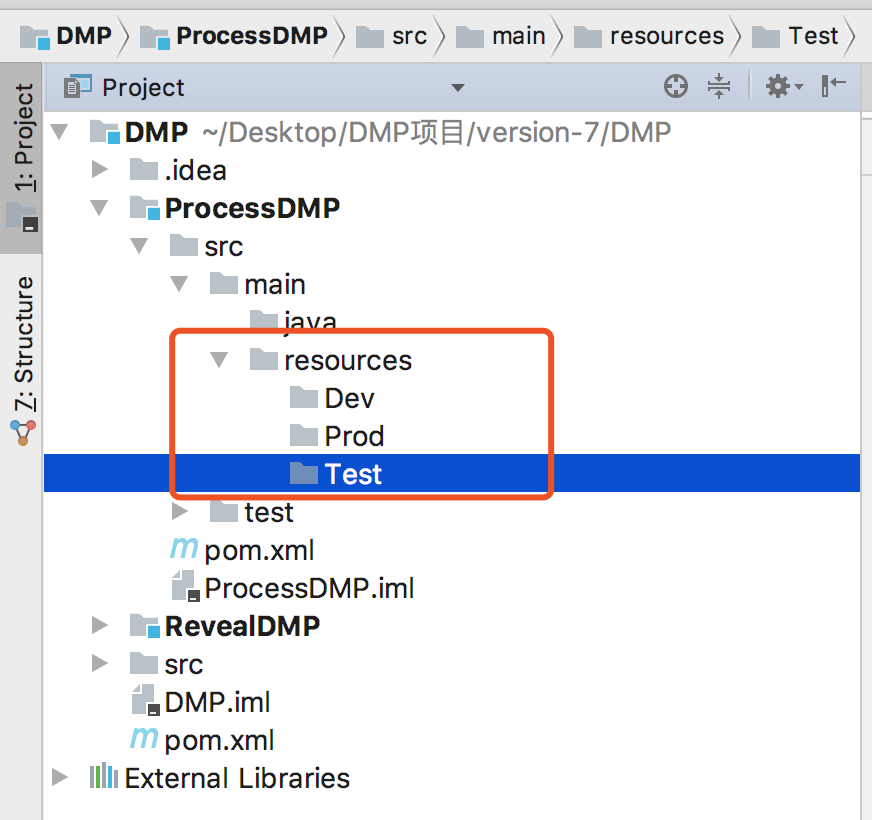 DMP ProcessDMP src main resources Test
Project
1: Project
7: Structure
DMP ~/Desktop/DMP项目/version-7/DMP
.idea
ProcessDMP
src
main
java
resources
Dev
Prod
Test
test
pom.xml
ProcessDMP.iml
RevealDMP
src
DMP.iml
pom.xml
External Libraries